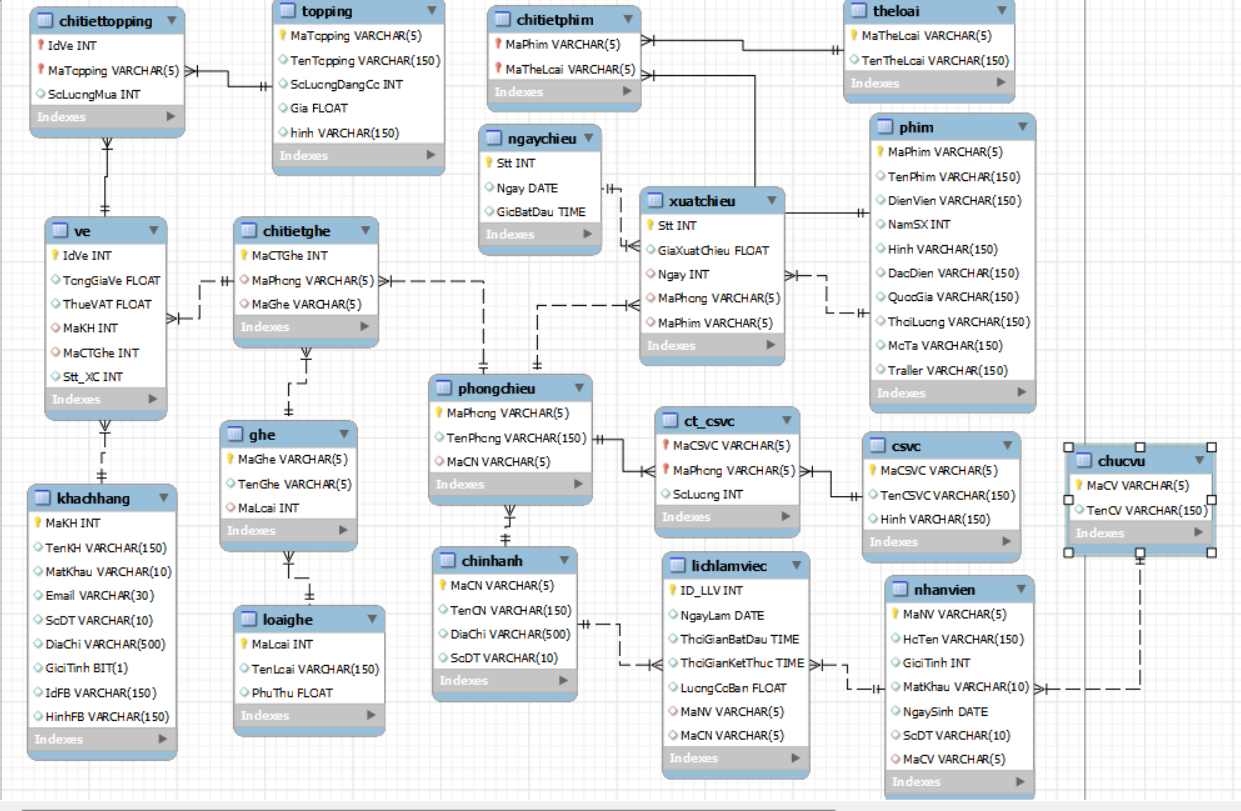 chitiettopping
IdVe INT
MaTopping VARCHAR(5)
SoLuongMua INT
Indexes
topping
MaTopping VARCHAR(5)
TenTopping VARCHAR(150)
SoLuongDangCo INT
Gia FLOAT
hinh VARCHAR(150)
Indexes
chitietphim
MaPhim VARCHAR(5)
MaTheLoai VARCHAR(5)
Indexes
theloai
MaTheLoai VARCHAR(5)
TenTheLoai VARCHAR(150)
Indexes
ngaychieu
Stt INT
Ngay DATE
GioBatDau TIME
Indexes
phim
MaPhim VARCHAR(5)
TenPhim VARCHAR(150)
DienVien VARCHAR(150)
NamSX INT
Hinh VARCHAR(150)
DaoDien VARCHAR(150)
QuocGia VARCHAR(150)
ThoiLuong VARCHAR(150)
MoTa VARCHAR(150)
Traller VARCHAR(150)
Indexes
xuatchieu
Stt INT
GiaXuatChieu FLOAT
Ngay INT
MaPhong VARCHAR(5)
MaPhim VARCHAR(5)
Indexes
ve
IdVe INT
TongGiaVe FLOAT
ThueVAT FLOAT
MaKH INT
MaCTGhe INT
Stt_XC INT
Indexes
chitietghe
MaCTGhe INT
MaPhong VARCHAR(5)
MaGhe VARCHAR(5)
Indexes
phongchieu
MaPhong VARCHAR(5)
TenPhong VARCHAR(150)
MaCN VARCHAR(5)
Indexes
ct_csvc
MaCSVC VARCHAR(5)
MaPhong VARCHAR(5)
SoLuong INT
Indexes
csvc
MaCSVC VARCHAR(5)
TenCSVC VARCHAR(150)
Hinh VARCHAR(150)
Indexes
chucvu
MaCV VARCHAR(5)
TenCV VARCHAR(150)
Indexes
ghe
MaGhe VARCHAR(5)
TenGhe VARCHAR(5)
MaLoai INT
Indexes
khachhang
MaKH INT
TenKH VARCHAR(150)
MatKhau VARCHAR(10)
Email VARCHAR(30)
SoDT VARCHAR(10)
DiaChi VARCHAR(500)
GioiTinh BIT(1)
IdFB VARCHAR(150)
HinhFB VARCHAR(150)
Indexes
loaighe
MaLoai INT
TenLoai VARCHAR(150)
PhuThu FLOAT
Indexes
chinhanh
MaCN VARCHAR(5)
TenCN VARCHAR(150)
DiaChi VARCHAR(500)
SoDT VARCHAR(10)
Indexes
lichlamviec
ID_LLV INT
NgayLam DATE
ThoiGianBatDau TIME
ThoiGianKetThuc TIME
LuongCoBan FLOAT
MaNV VARCHAR(5)
MaCN VARCHAR(5)
Indexes
nhanvien
MaNV VARCHAR(5)
HoTen VARCHAR(150)
GioiTinh INT
MatKhau VARCHAR(10)
NgaySinh DATE
SoDT VARCHAR(10)
MaCV VARCHAR(5)
Indexes